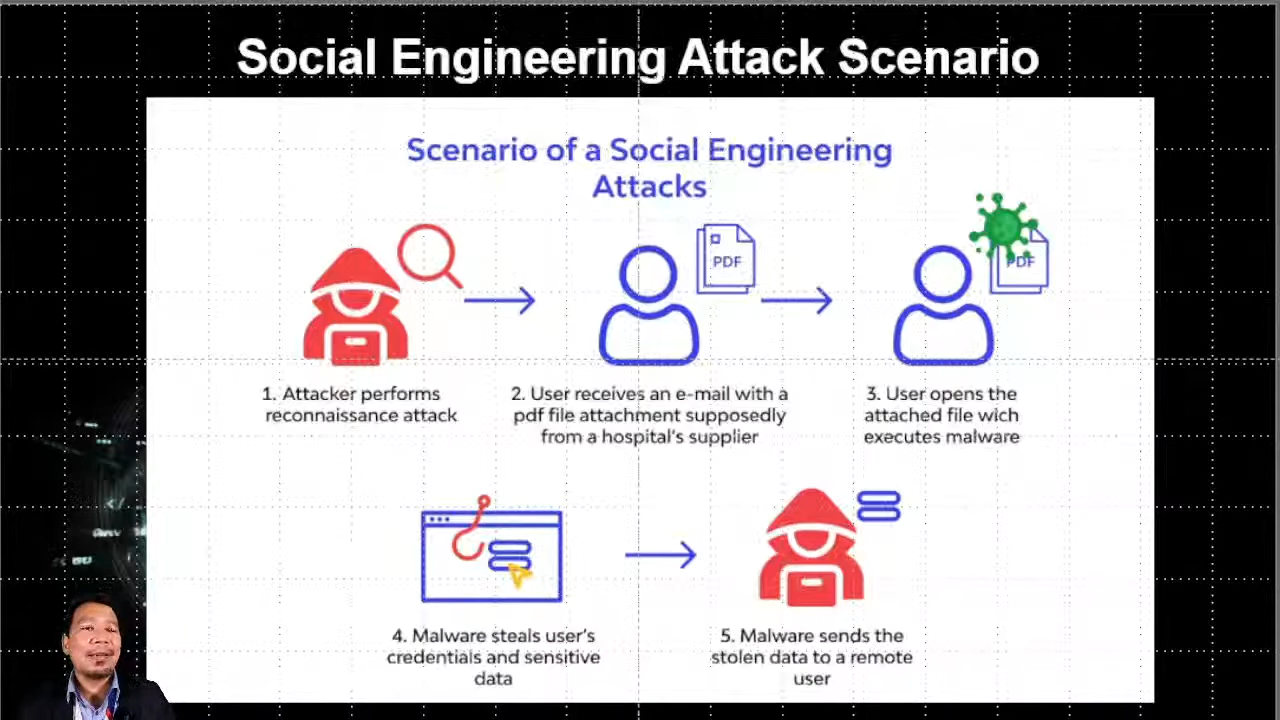 Social Engineering Attack Scenario
Scenario of a Social Engineering
Attacks
PDF
PDF
1. Attacker performs
reconnaissance attack
2. User receives an e-mail with a
pdf file attachment supposedly
from a hospital's supplier
3. User opens the
attached file wich
executes malware
4. Malware steals user's
credentials and sensitive
data
5. Malware sends the
stolen data to a remote
user